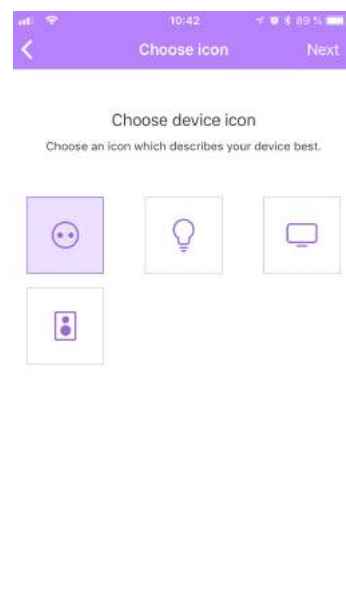 10:42
89 %
Choose icon
Next
Choose device icon
Choose an icon which describes your device best.